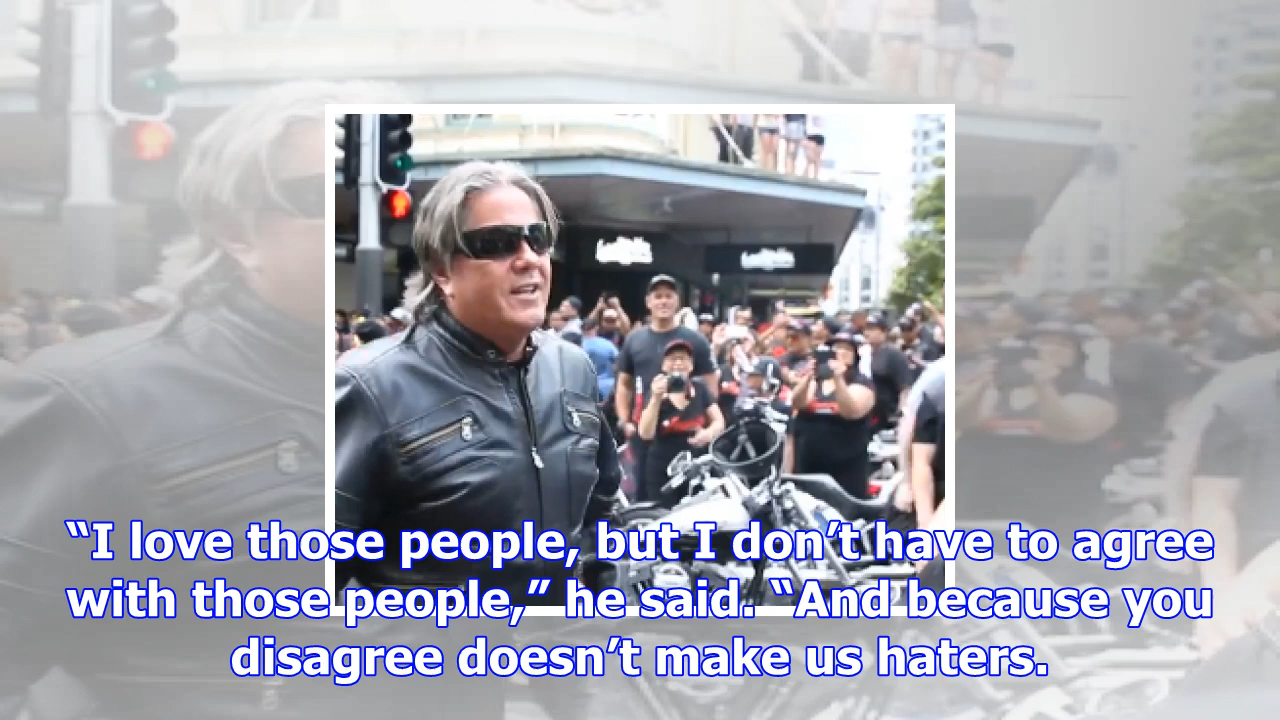 “I love those people, but I don’t have to agree
with those people,” he said. “And because you
disagree doesn’t make us haters.